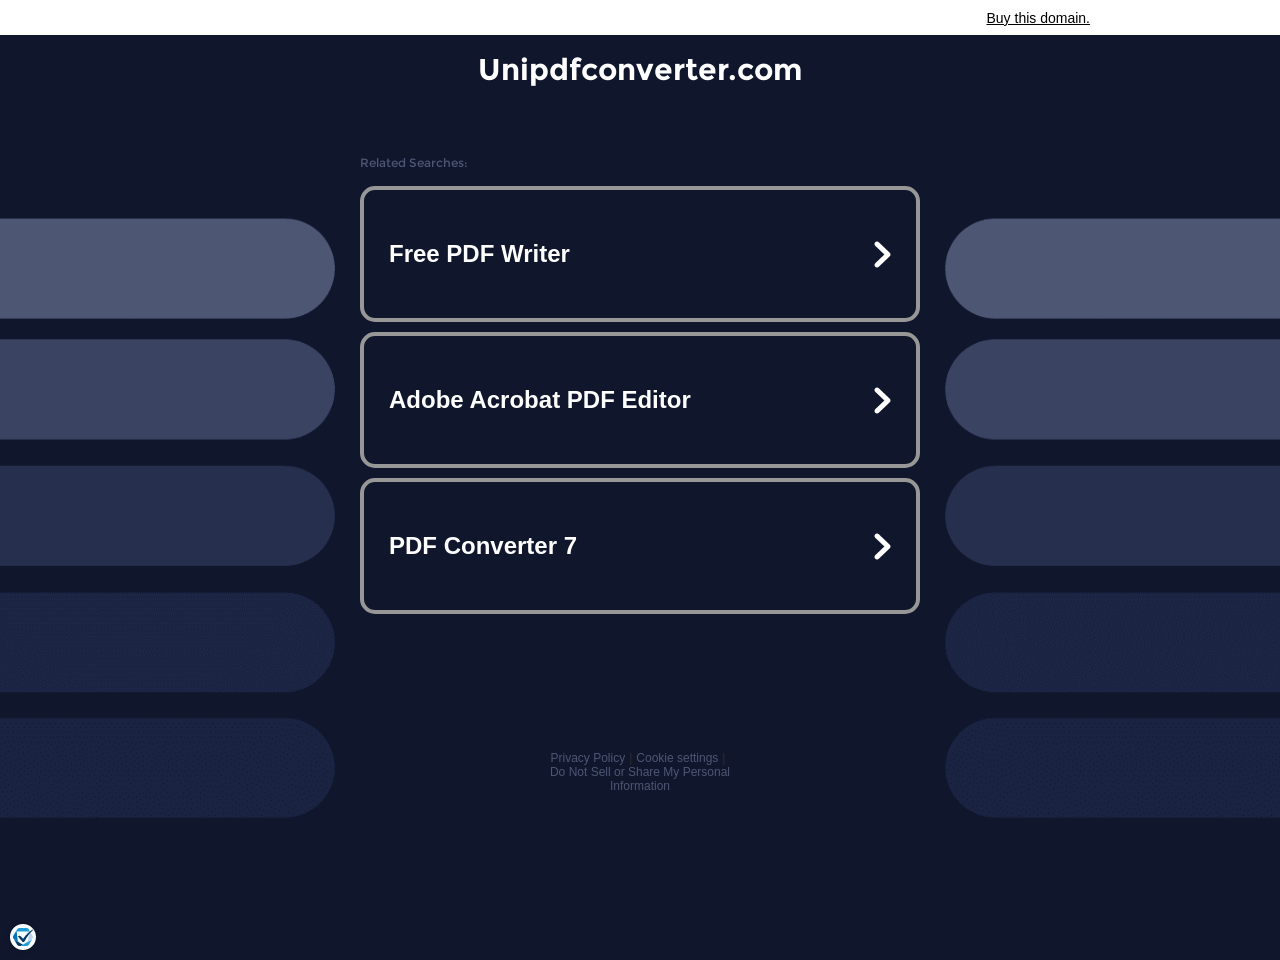 Buy this domain.
Unipdfconverter.com
Related Searches:
Free PDF Writer
Adobe Acrobat PDF Editor
PDF Converter 7
Privacy Policy | Cookie settings |
Do Not Sell or Share My Personal
Information